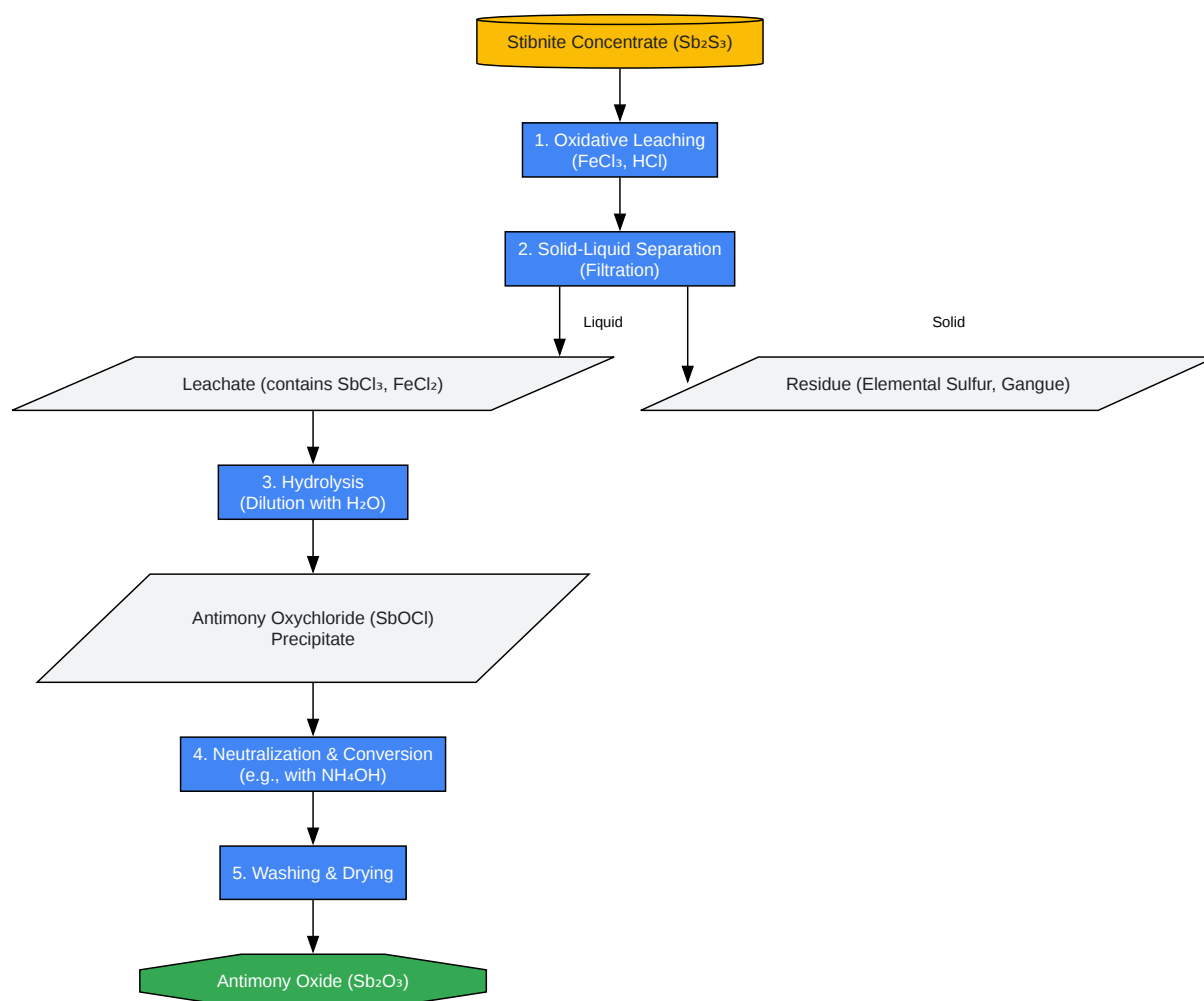 Stibnite Concentrate (Sb₂S₃)
1. Oxidative Leaching
(FeCl₃, HCl)
2. Solid-Liquid Separation
(Filtration)
Liquid
Solid
Leachate (contains SbCl₃, FeCl₂)
Residue (Elemental Sulfur, Gangue)
3. Hydrolysis
(Dilution with H₂O)
Antimony Oxychloride (SbOCl)
Precipitate
4. Neutralization & Conversion
(e.g., with NH₄OH)
5. Washing & Drying
Antimony Oxide (Sb₂O₃)